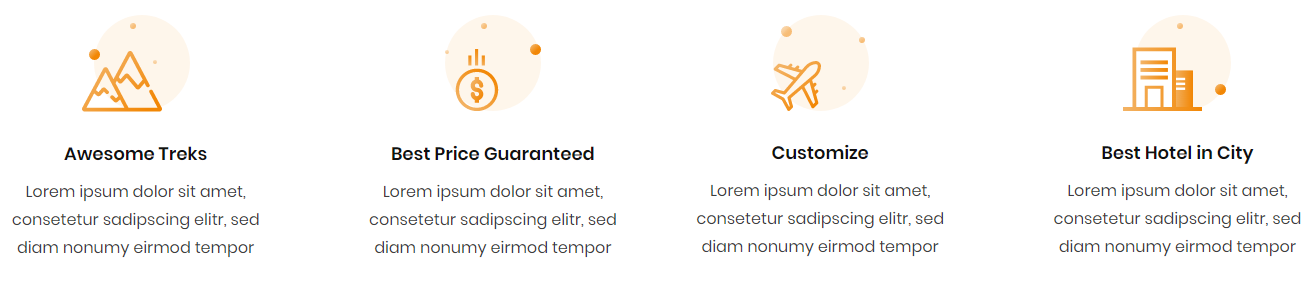 Awesome Treks
Lorem ipsum dolor sit amet,
consetetur sadipscing elitr, sed
diam nonumy eirmod tempor
$
Best Price Guaranteed
Lorem ipsum dolor sit amet,
consetetur sadipscing elitr, sed
diam nonumy eirmod tempor
Customize
Lorem ipsum dolor sit amet,
consetetur sadipscing elitr, sed
diam nonumy eirmod tempor
Best Hotel in City
Lorem ipsum dolor sit amet,
consetetur sadipscing elitr, sed
diam nonumy eirmod tempor